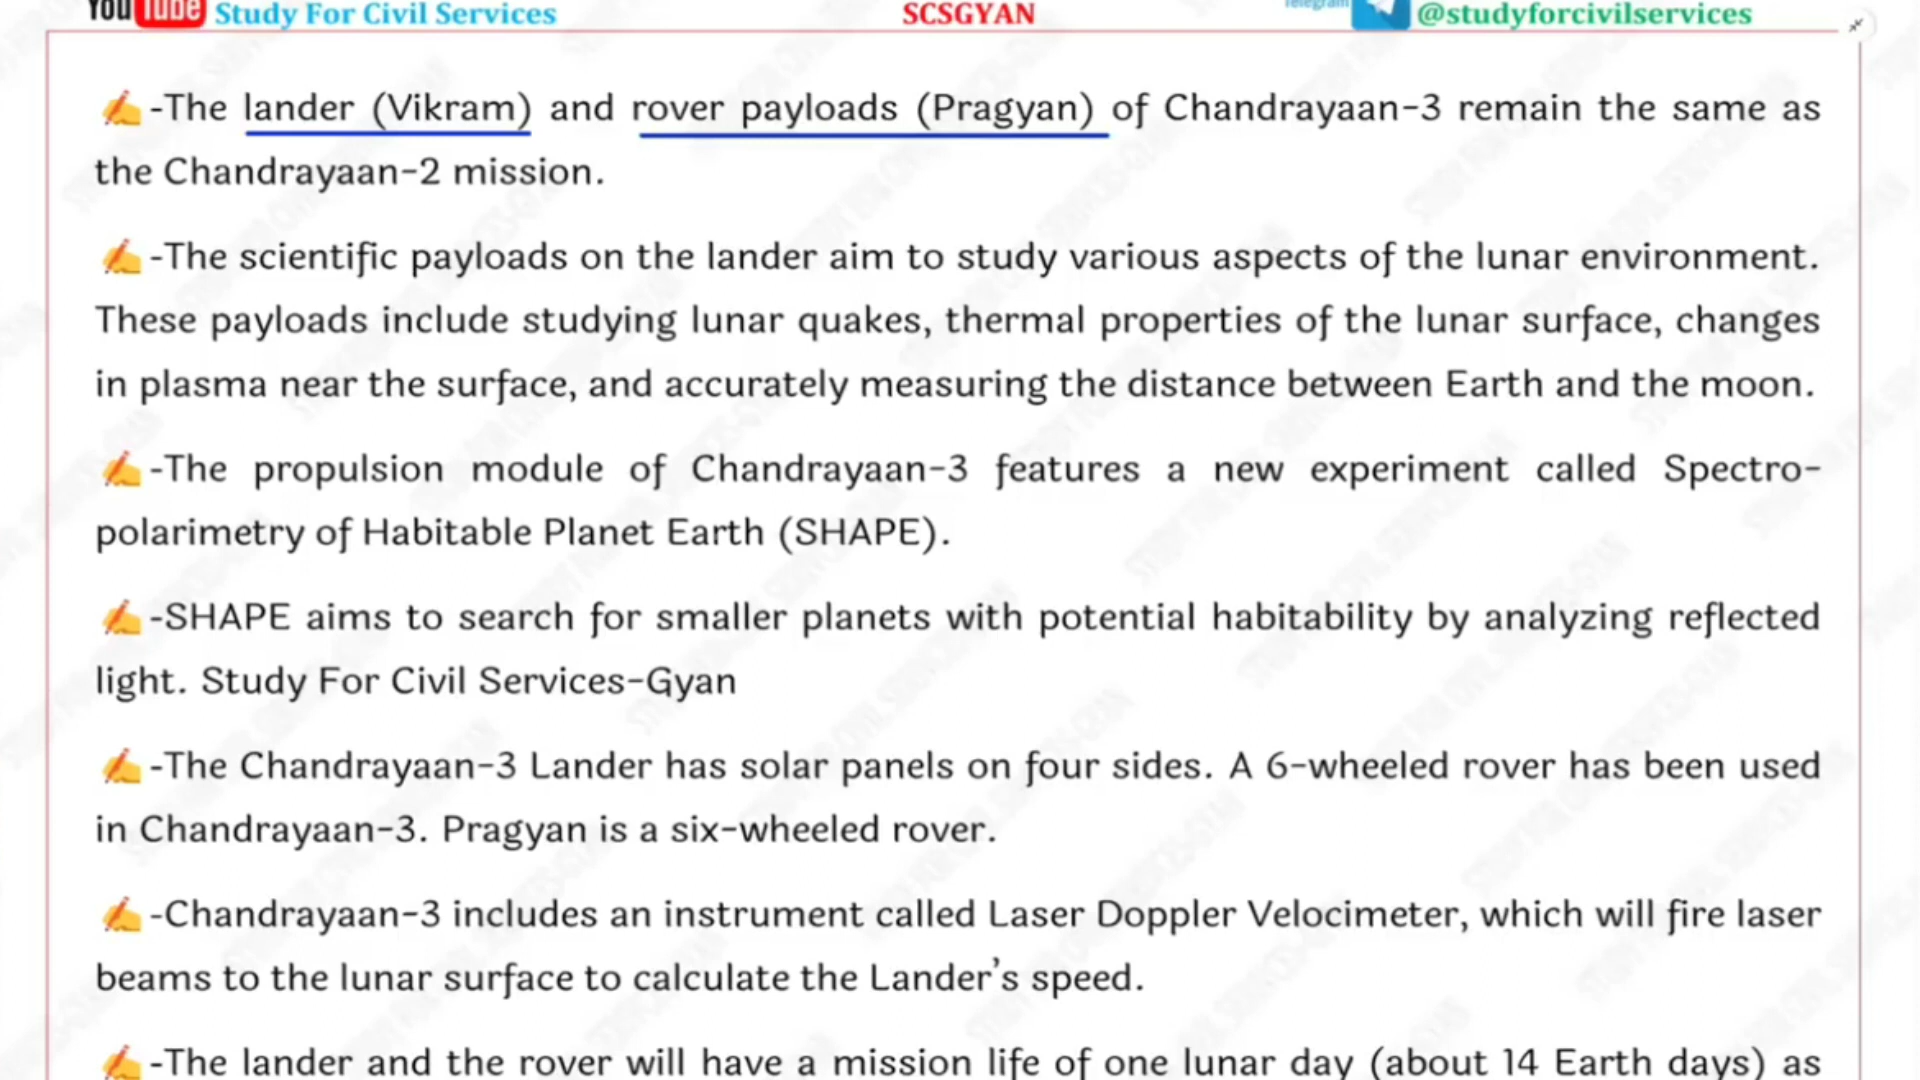 YouTube Study For Civil Services SCSGYAN Telegram @studyforcivilservices
✍-The lander (Vikram) and rover payloads (Pragyan) of Chandrayaan-3 remain the same as
the Chandrayaan-2 mission.
✍-The scientific payloads on the lander aim to study various aspects of the lunar environment.
These payloads include studying lunar quakes, thermal properties of the lunar surface, changes
in plasma near the surface, and accurately measuring the distance between Earth and the moon.
✍-The propulsion module of Chandrayaan-3 features a new experiment called Spectro-
polarimetry of Habitable Planet Earth (SHAPE).
✍-SHAPE aims to search for smaller planets with potential habitability by analyzing reflected
light. Study For Civil Services-Gyan
✍-The Chandrayaan-3 Lander has solar panels on four sides. A 6-wheeled rover has been used
in Chandrayaan-3. Pragyan is a six-wheeled rover.
✍-Chandrayaan-3 includes an instrument called Laser Doppler Velocimeter, which will fire laser
beams to the lunar surface to calculate the Lander's speed.
✍-The lander and the rover will have a mission life of one lunar day (about 14 Earth days) as